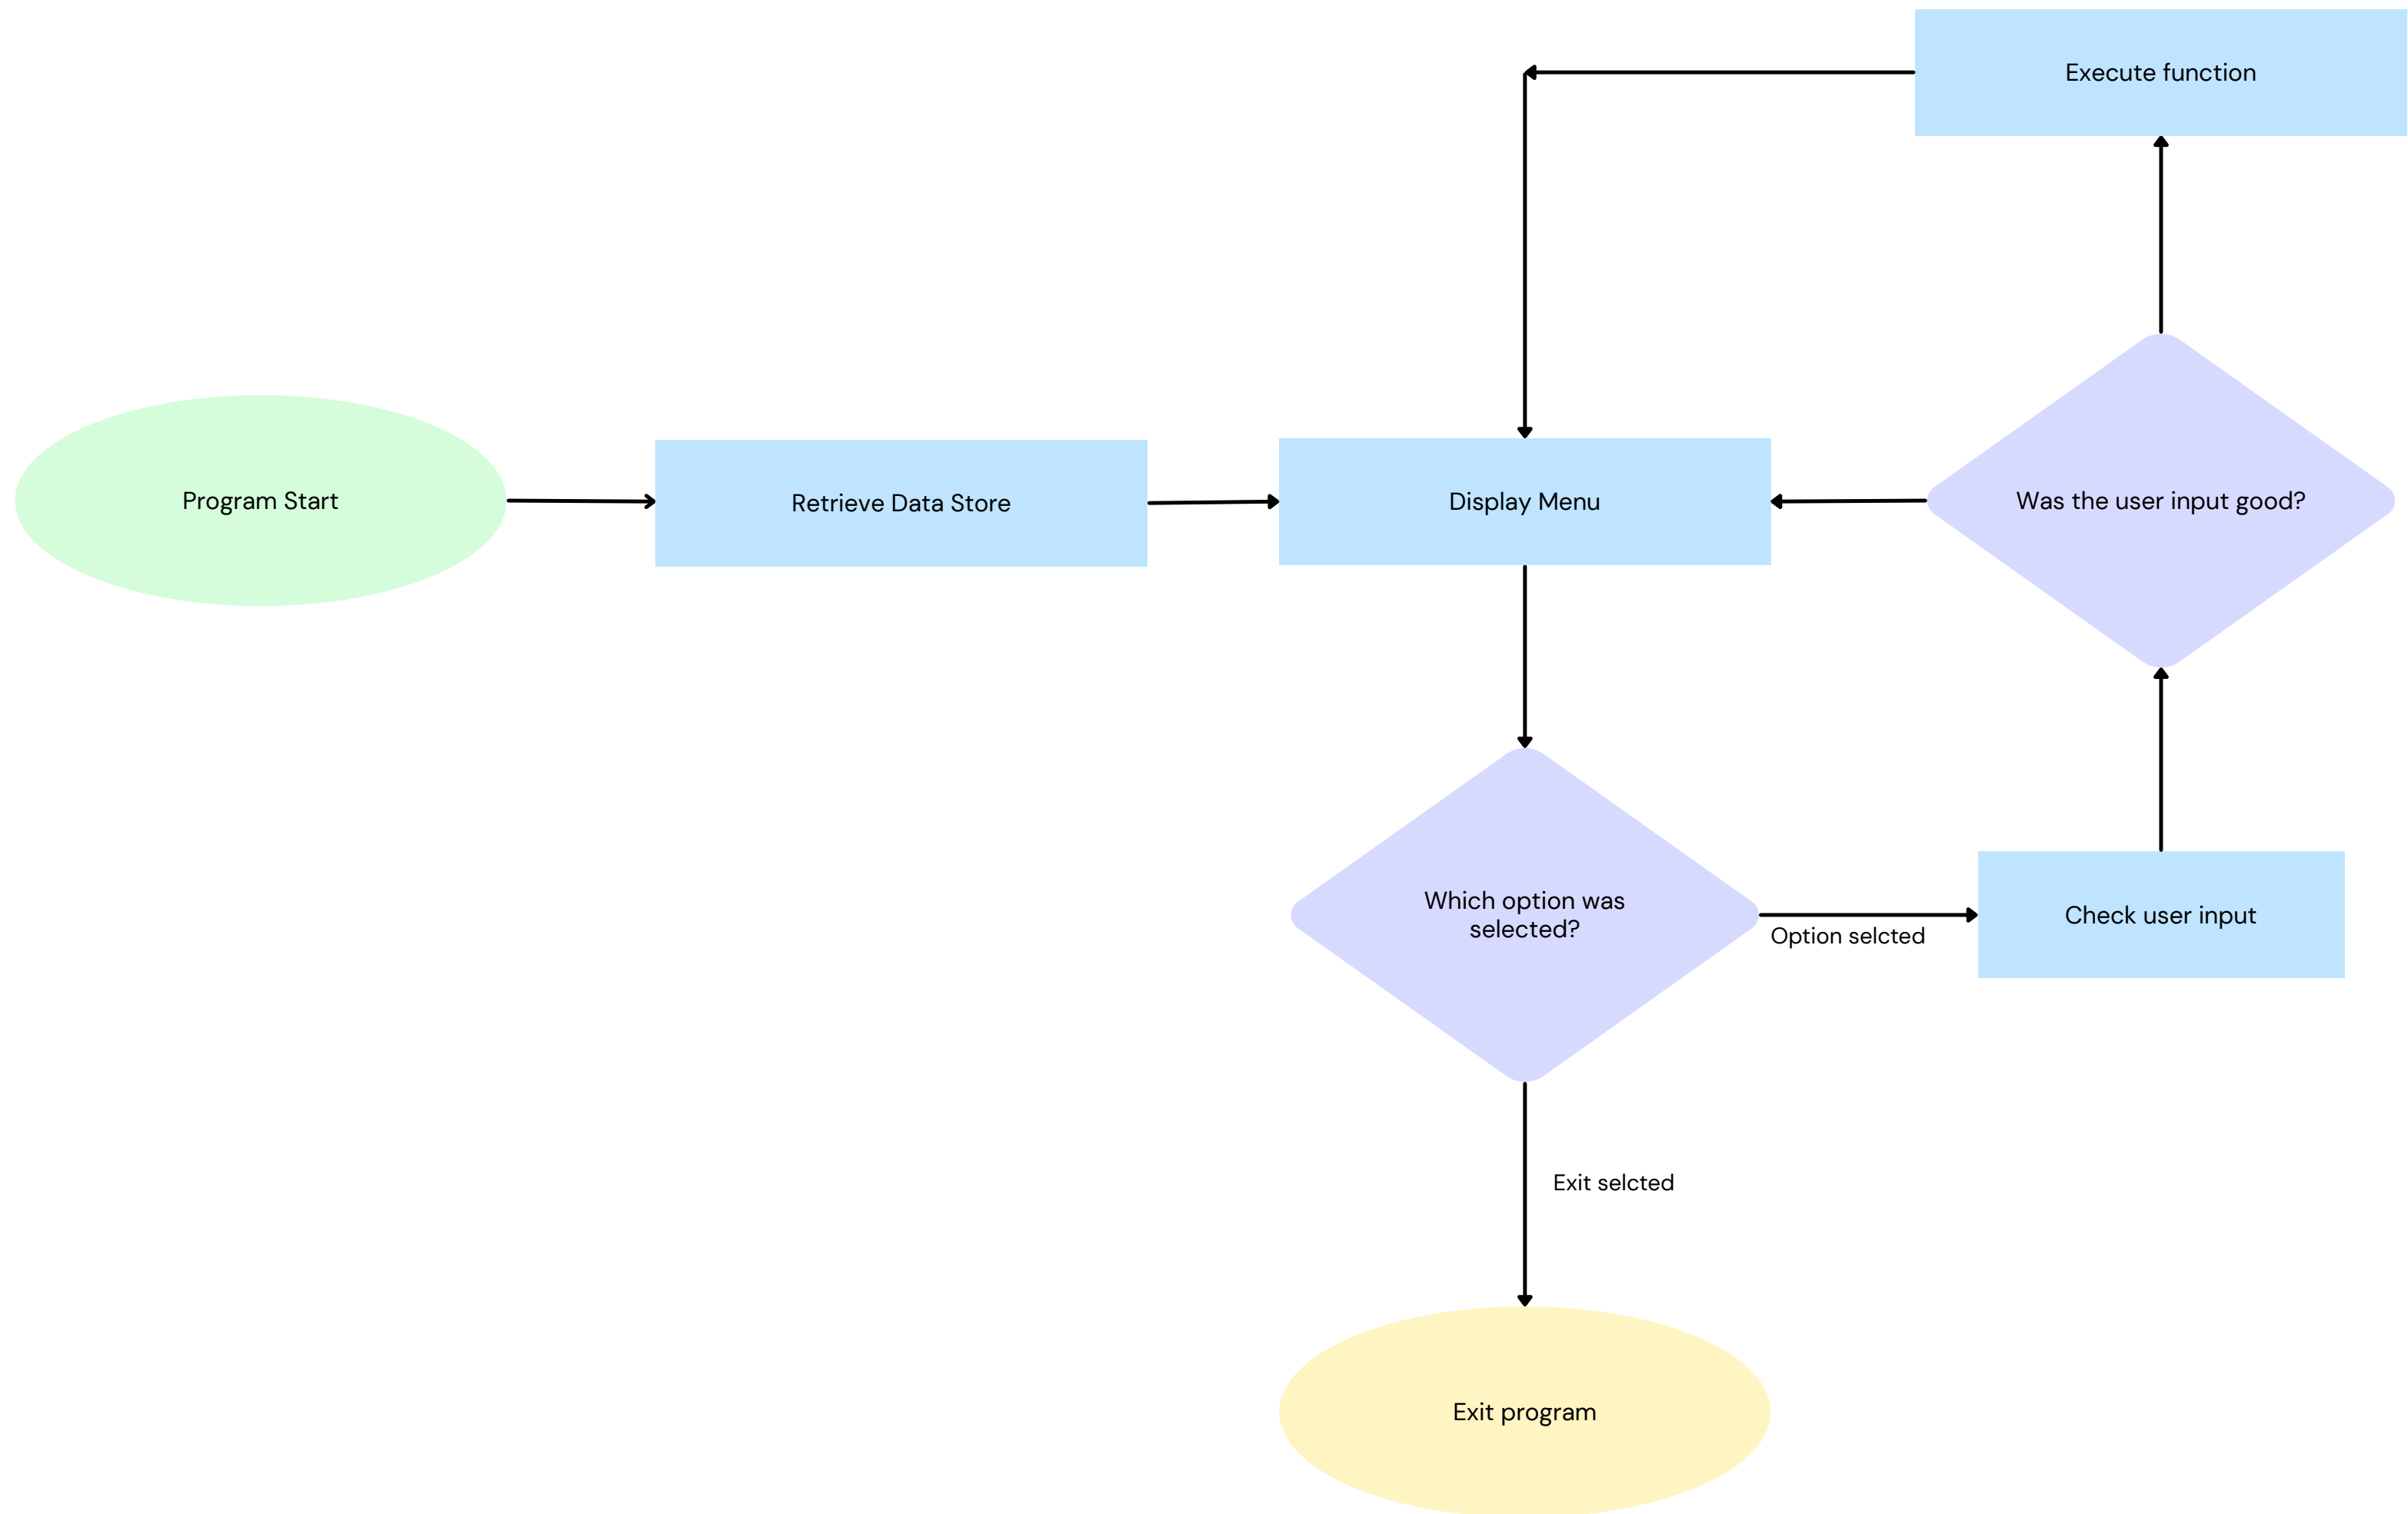 Execute function
Program Start
Retrieve Data Store
Display Menu
Was the user input good?
Which option was
selected?
Option selcted
Check user input
Exit selcted
Exit program